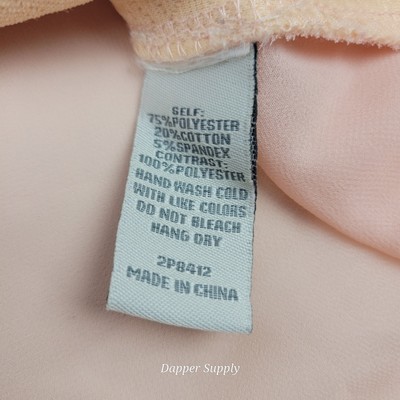 SELF:
75%POLYESTER
20%COTTON
5%SPANDEX
CONTRAST:
100%POLYESTER
HAND WASH COLD
WITH LIKE COLORS
DO NOT BLEACH
HANG DRY
2P8412
MADE IN CHINA
Dapper Supply